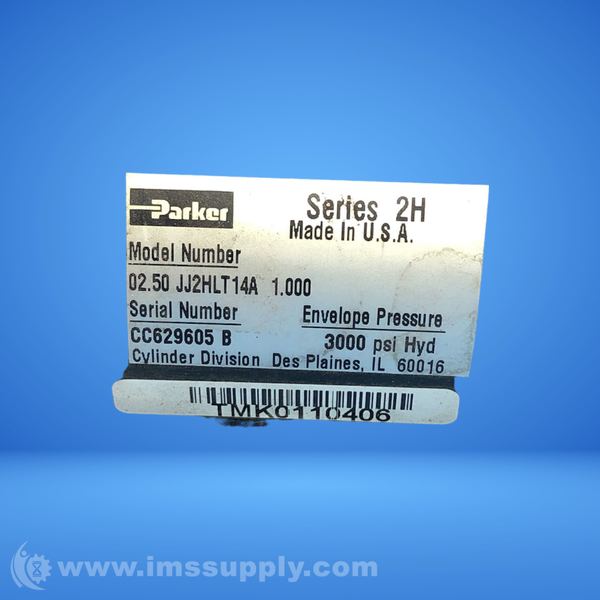 Parker
Series 2H
Made In U.S.A.
Model Number
02.50 JJ2HLT14A 1.000
Serial Number Envelope Pressure
CC629605 B 3000 psi Hyd
Cylinder Division Des Plaines, IL 60016
TMK0110406
www.imssupply.com